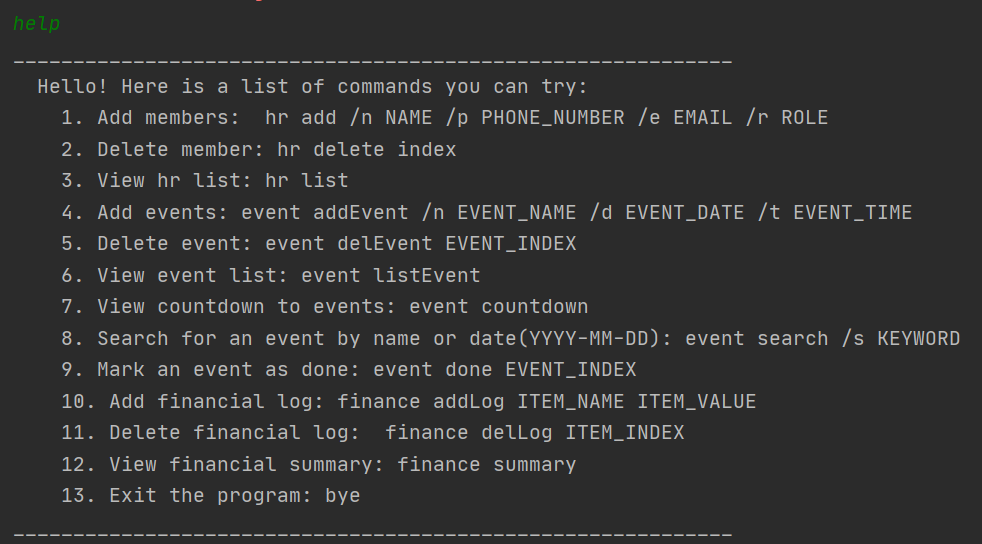 help
____________________________________________________________
Hello! Here is a list of commands you can try:
1. Add members:  hr add /n NAME /p PHONE_NUMBER /e EMAIL /r ROLE
2. Delete member: hr delete index
3. View hr list: hr list
4. Add events: event addEvent /n EVENT_NAME /d EVENT_DATE /t EVENT_TIME
5. Delete event: event delEvent EVENT_INDEX
6. View event list: event listEvent
7. View countdown to events: event countdown
8. Search for an event by name or date(YYYY-MM-DD): event search /s KEYWORD
9. Mark an event as done: event done EVENT_INDEX
10. Add financial log: finance addLog ITEM_NAME ITEM_VALUE
11. Delete financial log:  finance delLog ITEM_INDEX
12. View financial summary: finance summary
13. Exit the program: bye
____________________________________________________________